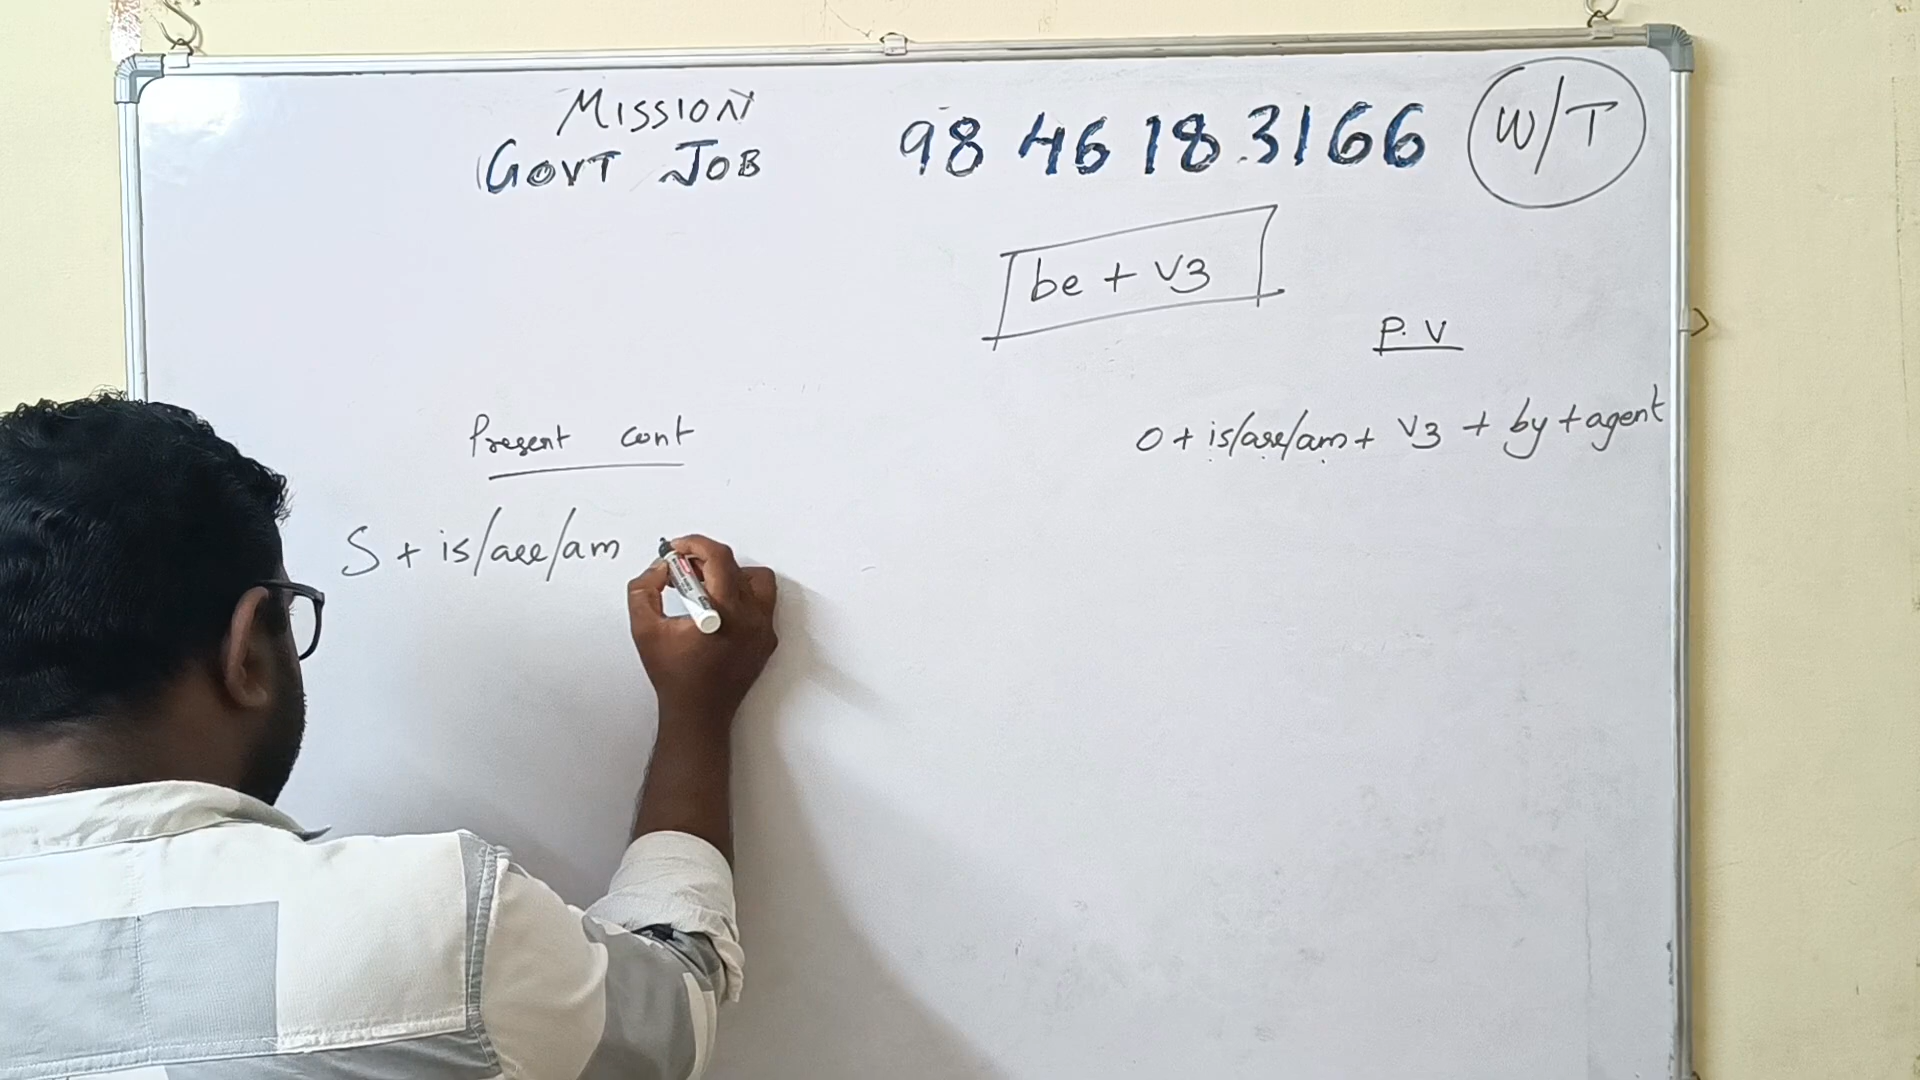 MISSION
GOVT JOB
98 46 18 3166
W/T
be + V3
P. V
Present cont
O + is/are/am + V3 + by + agent
S + is/are/am